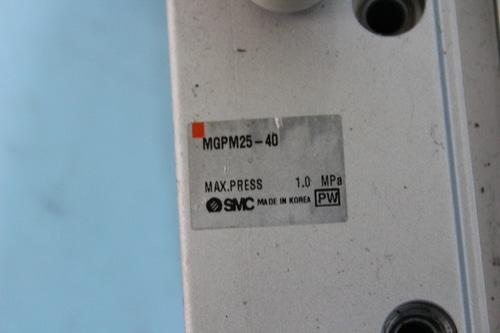 MGPM25-40
MAX.PRESS 1.0 MPa
SMC MADE IN KOREA PW